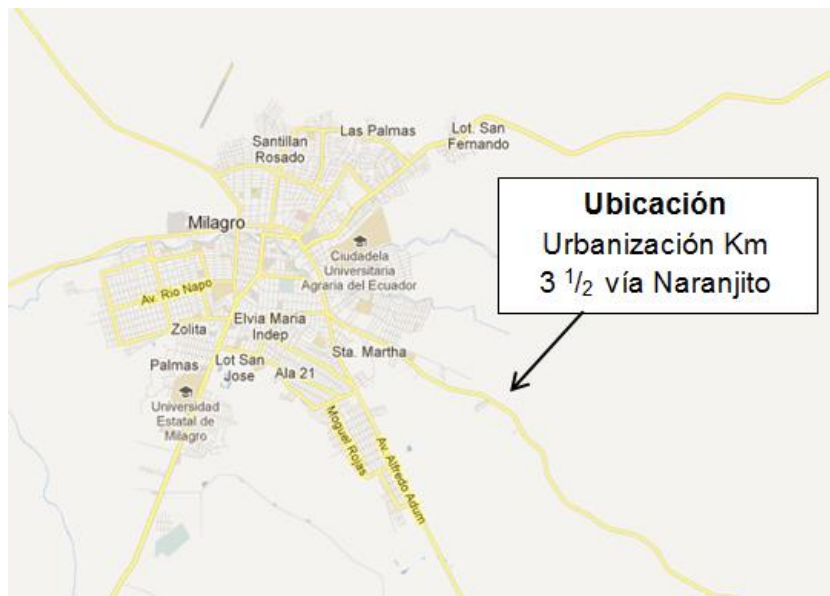 Las Palmas
Lot. San
Fernando
Santillan
Rosado
Ubicación
Urbanización Km
3 1/2 vía Naranjito
Milagro
Ciudadela
Universitaria
Agraria del Ecuador
Av. Rio Napo
Elvia Maria
Indep
Zolita
Sta. Martha
Palmas
Lot San
Jose
Ala 21
Universidad
Estatal de
Milagro
Moguel Rojas
Av. Alfredo Adum